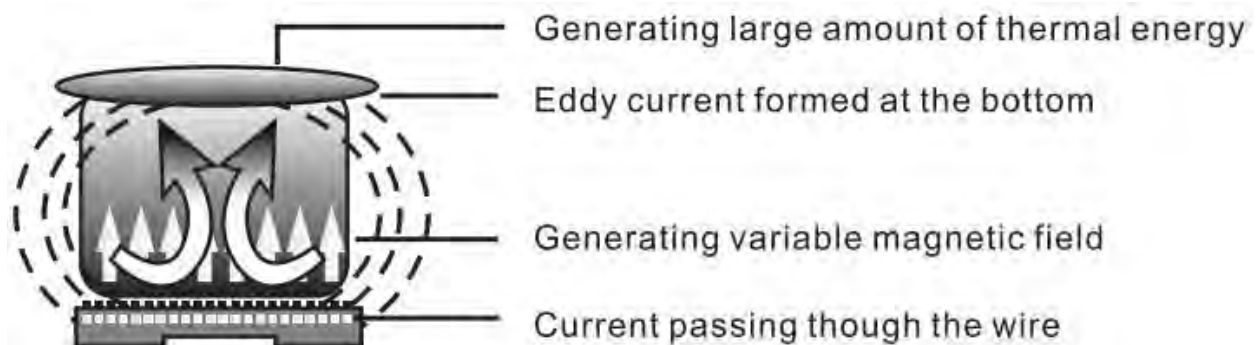 Generating large amount of thermal energy
Eddy current formed at the bottom
Generating variable magnetic field
Current passing though the wire